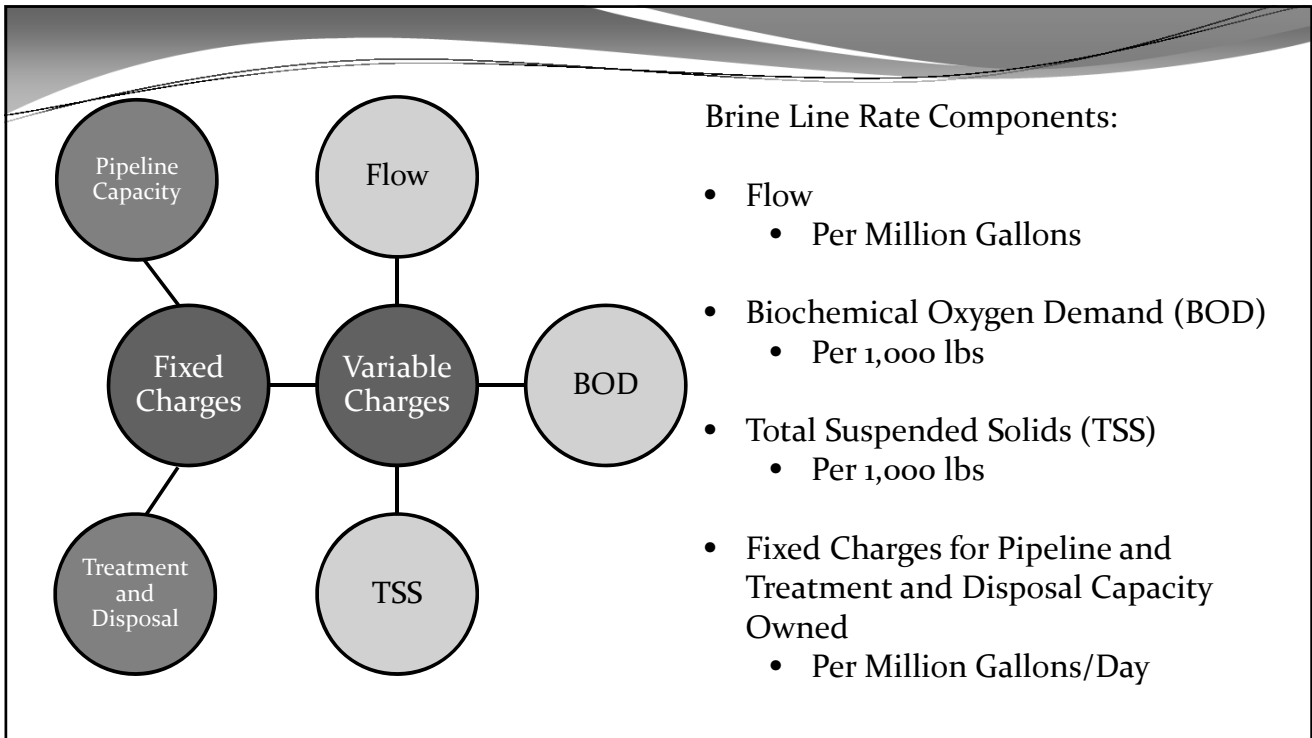 Pipeline
Capacity
Flow
Fixed
Charges
Variable
Charges
BOD
Treatment
and
Disposal
TSS
Brine Line Rate Components:
• Flow
• Per Million Gallons
• Biochemical Oxygen Demand (BOD)
• Per 1,000 lbs
• Total Suspended Solids (TSS)
• Per 1,000 lbs
• Fixed Charges for Pipeline and
Treatment and Disposal Capacity
Owned
• Per Million Gallons/Day